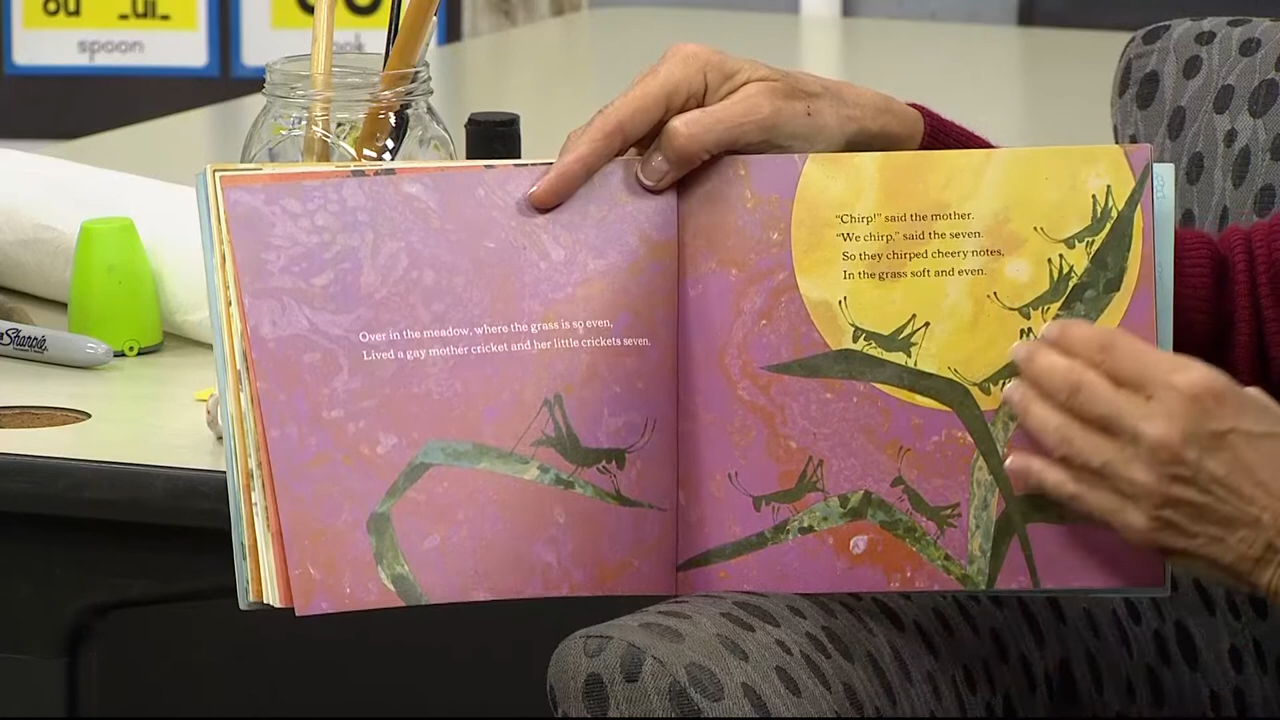 ou _ui_
spoon
Sharpie
Over in the meadow, where the grass is so even,
Lived a gay mother cricket and her little crickets seven.
“Chirp!” said the mother.
“We chirp,” said the seven.
So they chirped cheery notes,
In the grass soft and even.